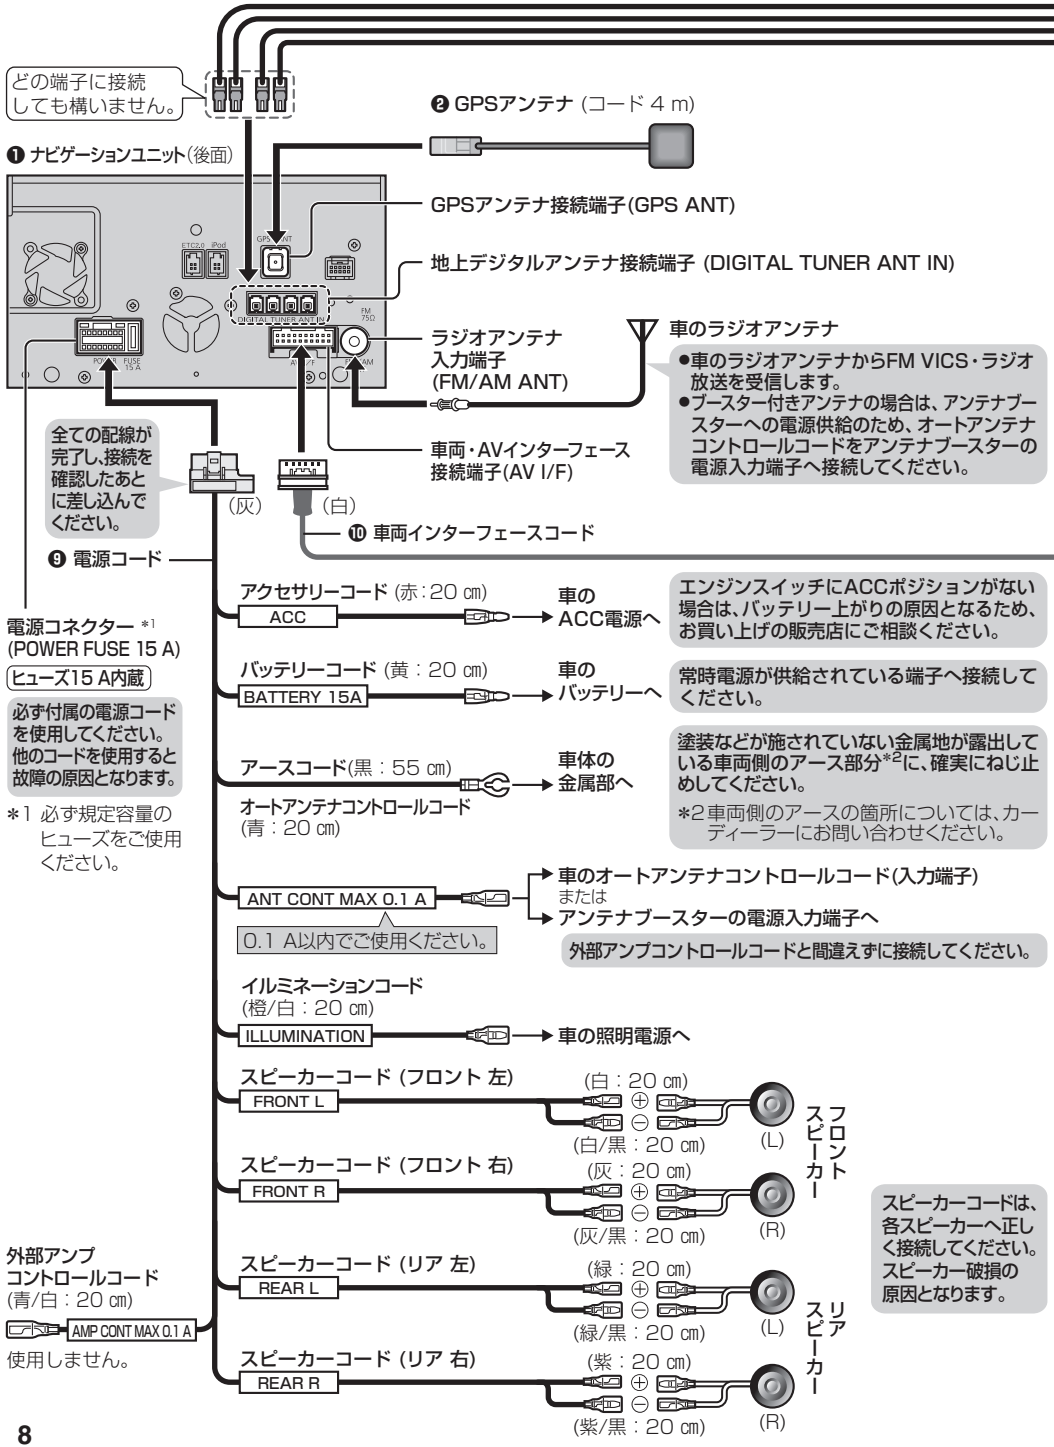 どの端子に接続
しても構いません。
❷ GPSアンテナ (コード 4 m)
❶ ナビゲーションユニット(後面)
GPSアンテナ接続端子(GPS ANT)
ETC2.0 iPod
地上デジタルアンテナ接続端子 (DIGITAL TUNER ANT IN)
DIGITAL TUNER ANT IN
FM
75Ω
POWER FUSE
15 A
ラジオアンテナ
入力端子
(FM/AM ANT)
車のラジオアンテナ
●車のラジオアンテナからFM VICS・ラジオ
放送を受信します。
●ブースター付きアンテナの場合は、アンテナブー
スターへの電源供給のため、オートアンテナ
コントロールコードをアンテナブースターの
電源入力端子へ接続してください。
車両・AVインターフェース
接続端子(AV I/F)
全ての配線が
完了し、接続を
確認したあと
に差し込んで
ください。
(灰)
(白)
❿ 車両インターフェースコード
❾ 電源コード
電源コネクター *1
(POWER FUSE 15 A)
ヒューズ15 A内蔵
必ず付属の電源コード
を使用してください。
他のコードを使用すると
故障の原因となります。
*1 必ず規定容量の
ヒューズをご使用
ください。
アクセサリーコード (赤:20 ㎝)
ACC
車の
ACC電源へ
エンジンスイッチにACCポジションがない
場合は、バッテリー上がりの原因となるため、
お買い上げの販売店にご相談ください。
バッテリーコード (黄:20 ㎝)
BATTERY 15A
車の
バッテリーへ
常時電源が供給されている端子へ接続して
ください。
アースコード(黒:55 ㎝)
車体の
金属部へ
塗装などが施されていない金属地が露出して
いる車両側のアース部分*2に、確実にねじ止
めしてください。
*2 車両側のアースの箇所については、カー
ディーラーにお問い合わせください。
オートアンテナコントロールコード
(青:20 ㎝)
ANT CONT MAX 0.1 A
0.1 A以内でご使用ください。
車のオートアンテナコントロールコード(入力端子)
または
アンテナブースターの電源入力端子へ
外部アンプコントロールコードと間違えずに接続してください。
イルミネーションコード
(橙/白:20 ㎝)
ILLUMINATION
車の照明電源へ
スピーカーコード (フロント 左)
FRONT L
(白:20 ㎝)
⊕
⊖
(白/黒:20 ㎝)
(L)
スピーカーコード (フロント 右)
FRONT R
(灰:20 ㎝)
⊕
⊖
(灰/黒:20 ㎝)
(R)
フロント
スピーカー
スピーカーコードは、
各スピーカーへ正し
く接続してください。
スピーカー破損の
原因となります。
スピーカーコード (リア 左)
REAR L
(緑:20 ㎝)
⊕
⊖
(緑/黒:20 ㎝)
(L)
スピーカーコード (リア 右)
REAR R
(紫:20 ㎝)
⊕
⊖
(紫/黒:20 ㎝)
(R)
リア
スピーカー
外部アンプ
コントロールコード
(青/白:20 ㎝)
AMP CONT MAX 0.1 A
使用しません。
8